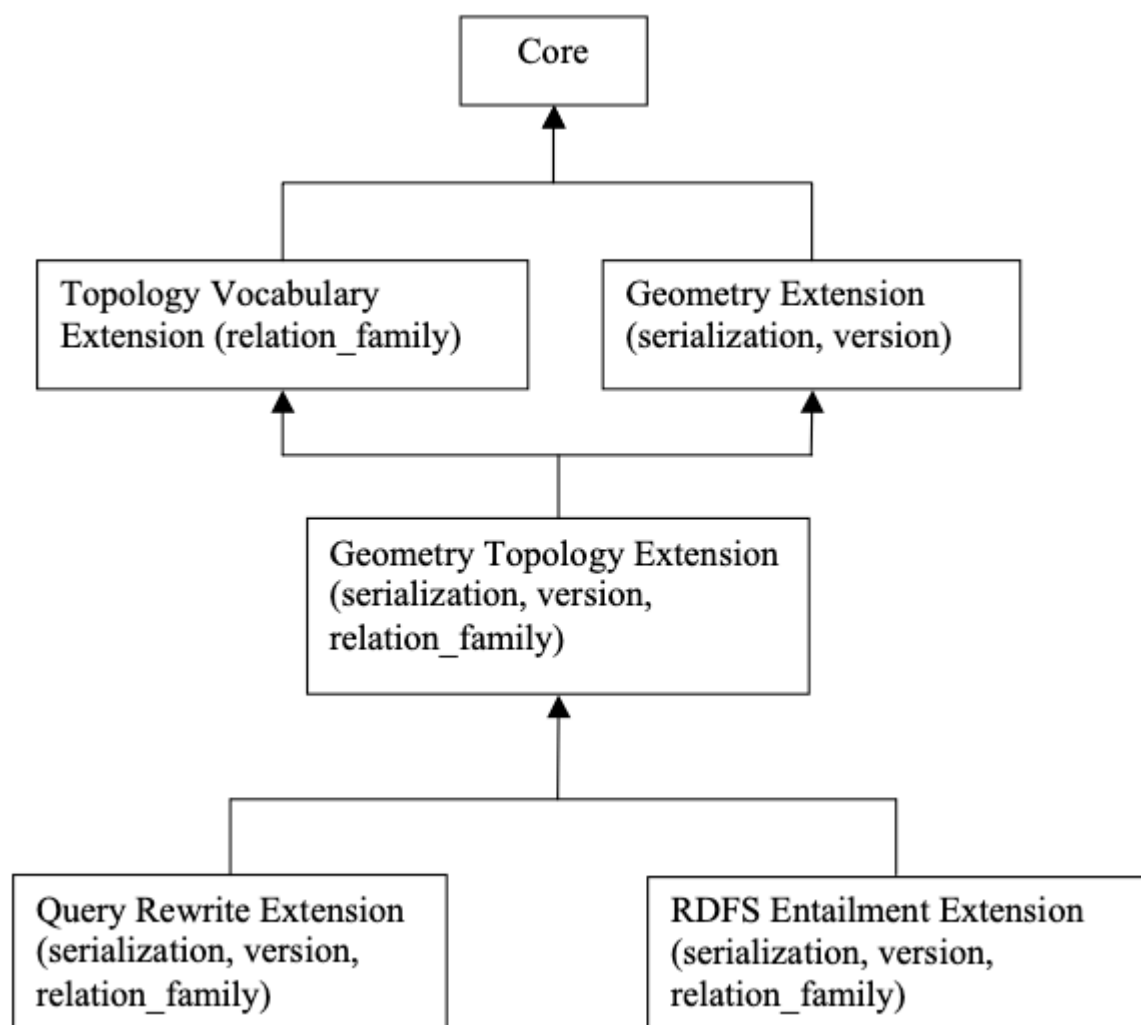 Core
Topology Vocabulary
Extension (relation_family)
Geometry Extension
(serialization, version)
Geometry Topology Extension
(serialization, version,
relation_family)
Query Rewrite Extension
(serialization, version,
relation_family)
RDFS Entailment Extension
(serialization, version,
relation_family)